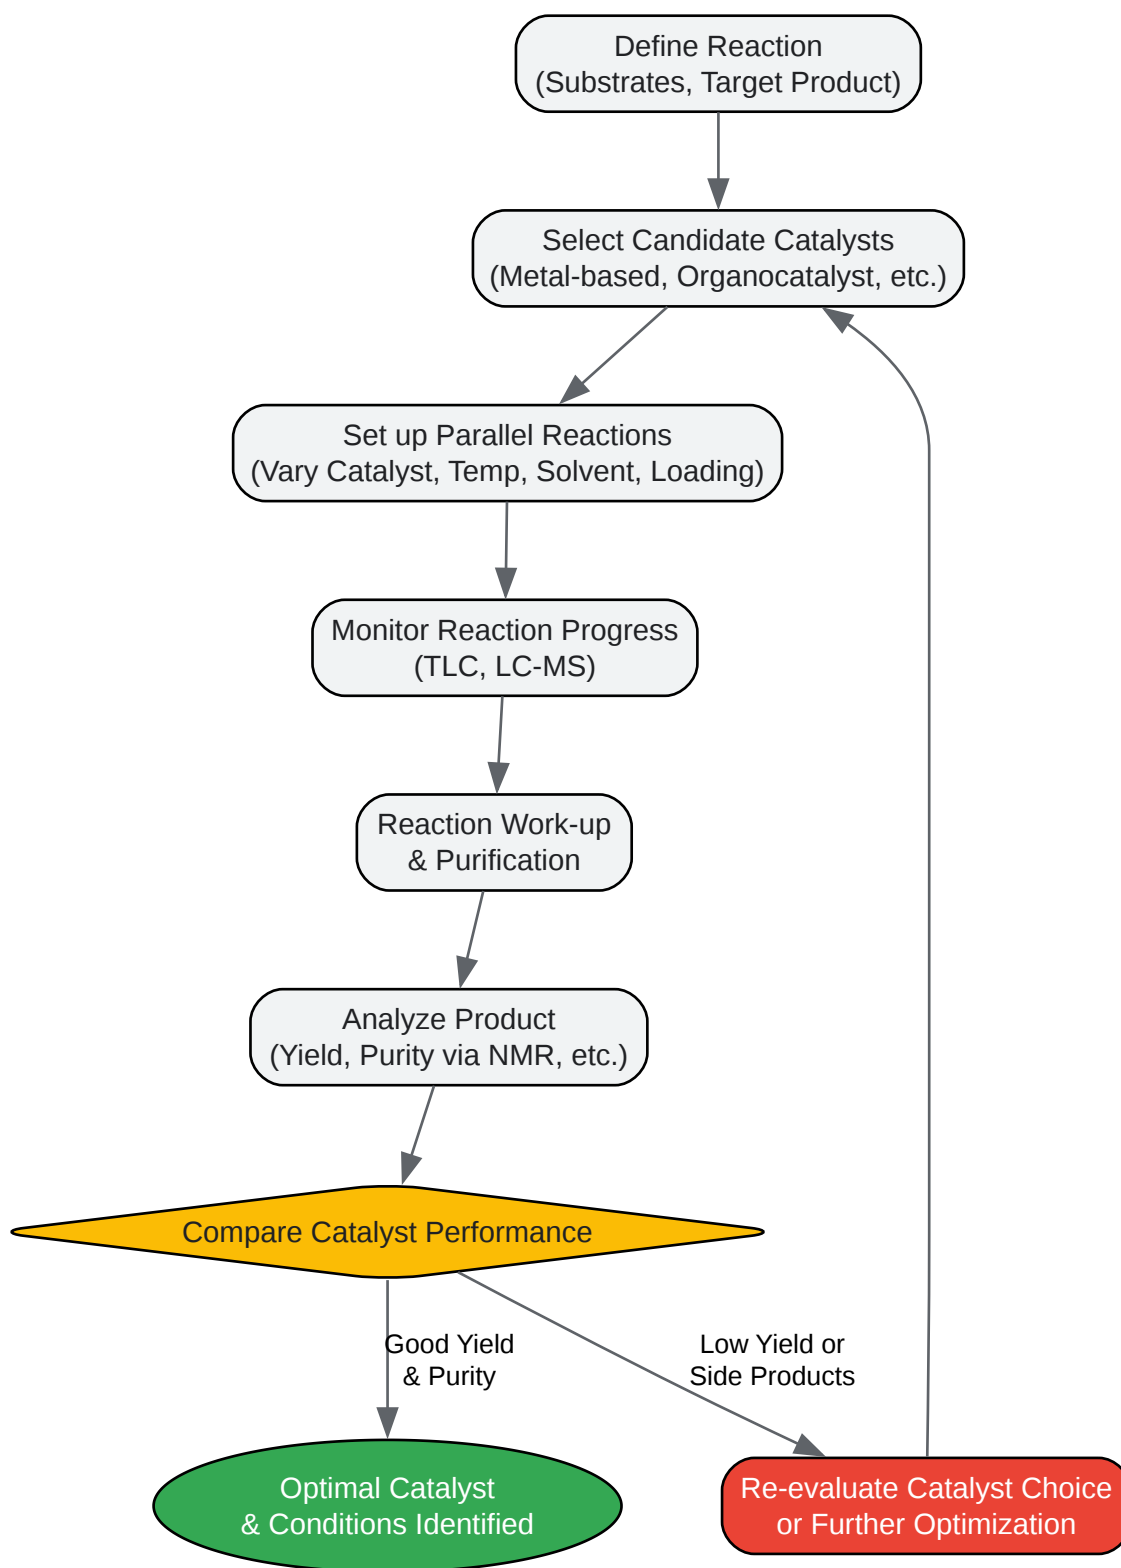 Define Reaction
(Substrates, Target Product)
Select Candidate Catalysts
(Metal-based, Organocatalyst, etc.)
Set up Parallel Reactions
(Vary Catalyst, Temp, Solvent, Loading)
Monitor Reaction Progress
(TLC, LC-MS)
Reaction Work-up
& Purification
Analyze Product
(Yield, Purity via NMR, etc.)
Compare Catalyst Performance
Good Yield
& Purity
Low Yield or
Side Products
Optimal Catalyst
& Conditions Identified
Re-evaluate Catalyst Choice
or Further Optimization